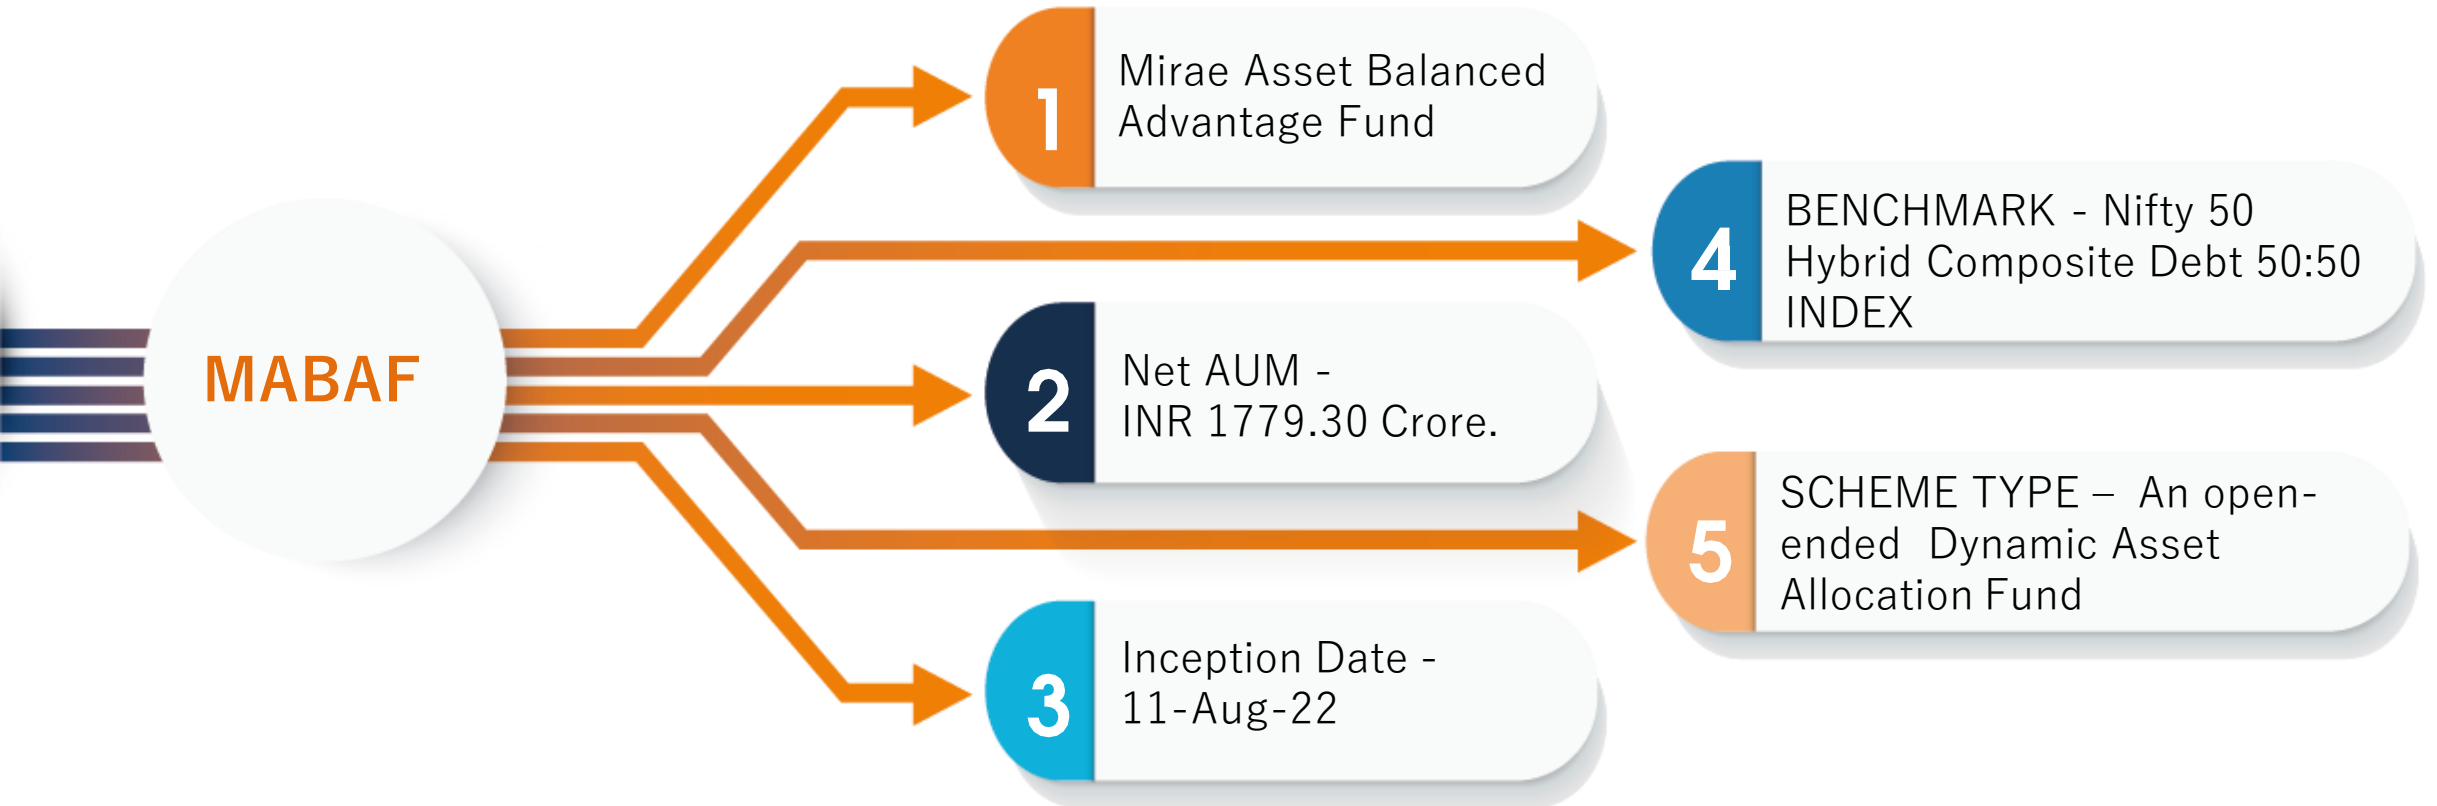 MABAF
1
Mirae Asset Balanced
Advantage Fund
2
Net AUM -
INR 1779.30 Crore.
3
Inception Date -
11-Aug-22
4
BENCHMARK - Nifty 50
Hybrid Composite Debt 50:50
INDEX
5
SCHEME TYPE – An open-
ended Dynamic Asset
Allocation Fund